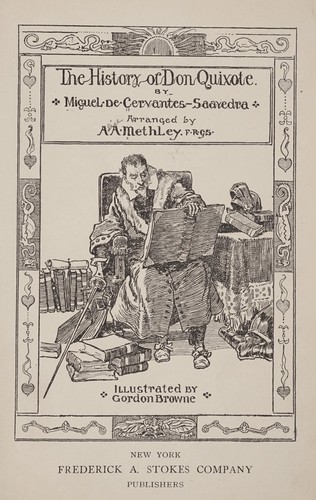 The History of Don Quixote.
BY
Miguel de Cervantes-Saavedra
Arranged by
A.A. Methley. F.R.G.S.
Illustrated by
Gordon Browne
NEW YORK
FREDERICK A. STOKES COMPANY
PUBLISHERS